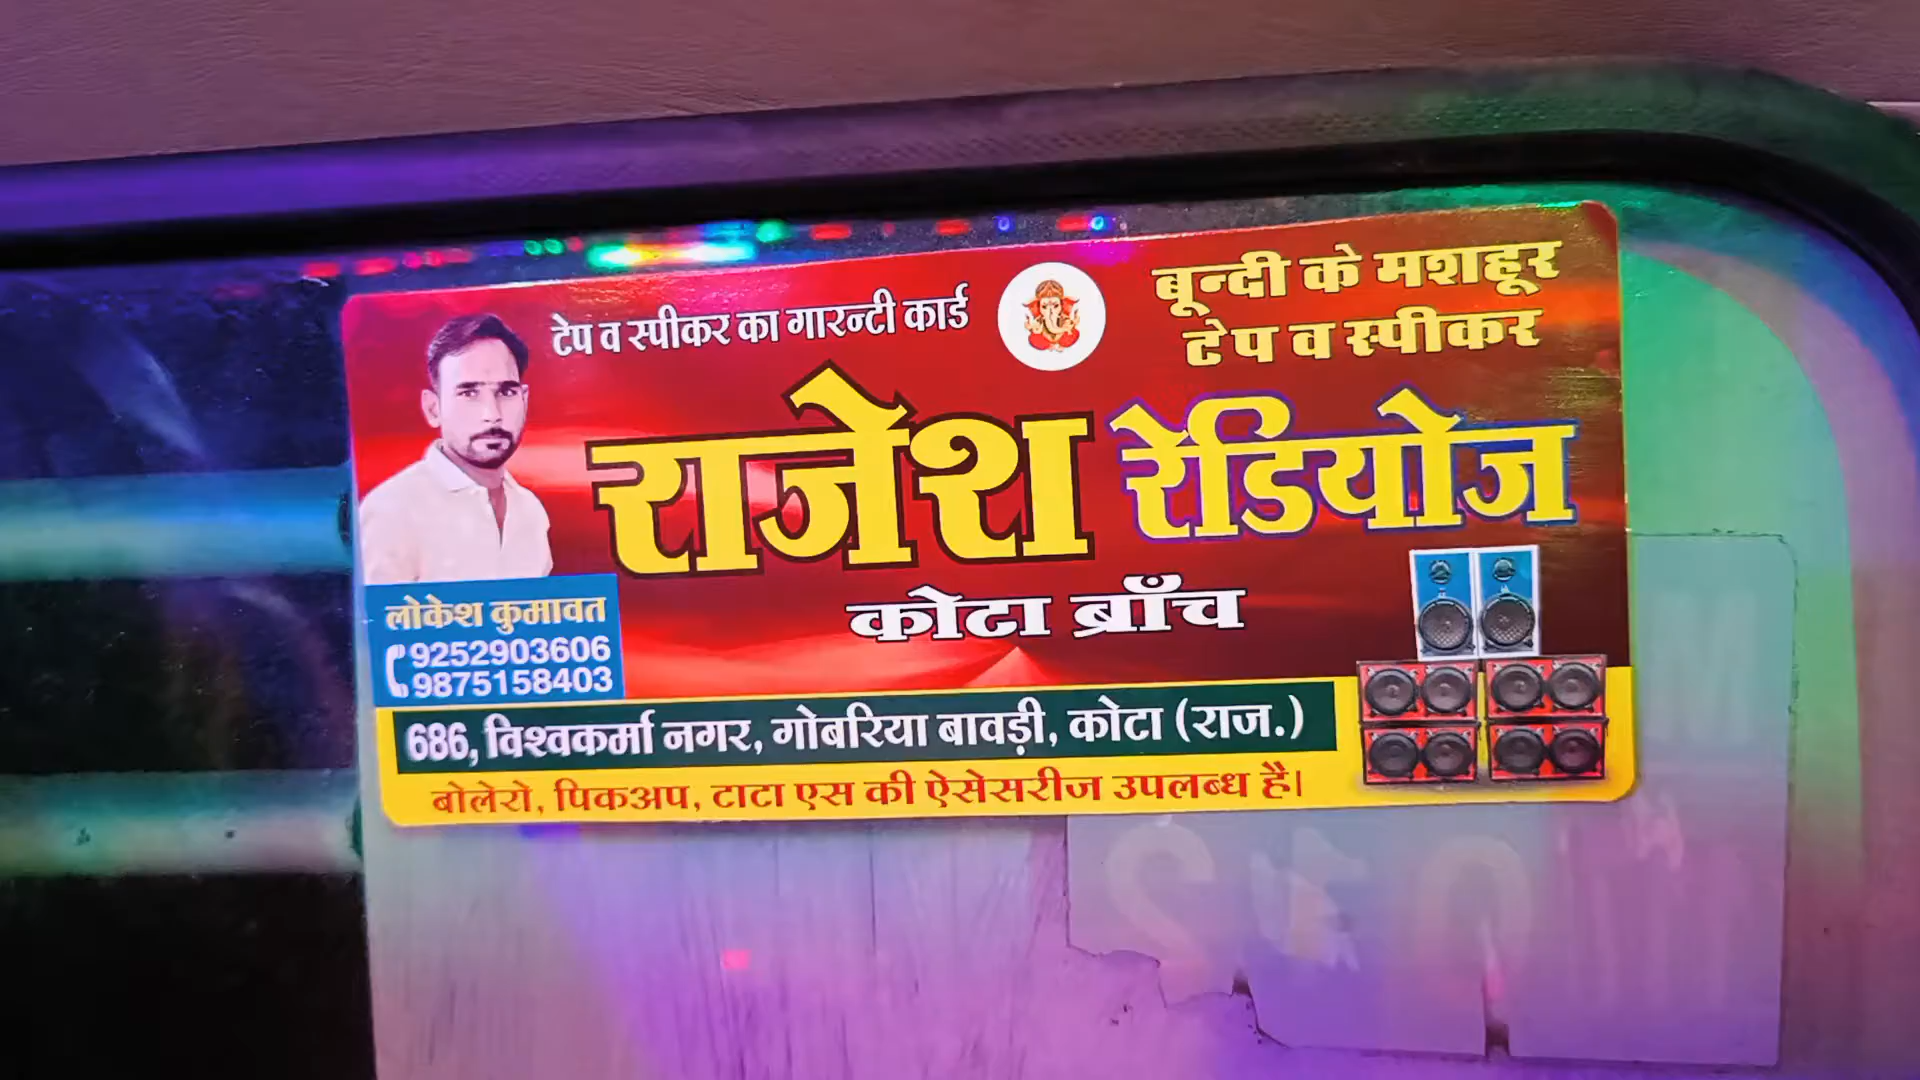 टेप व स्पीकर का गारन्टी कार्ड
बून्दी के मशहूर
टेप व स्पीकर
राजेश रेडियोज
कोटा ब्राँच
लोकेश कुमावत
9252903606
9875158403
686, विश्वकर्मा नगर, गोबरिया बावड़ी, कोटा (राज.)
बोलेरो, पिकअप, टाटा एस की ऐसेसरीज उपलब्ध है।